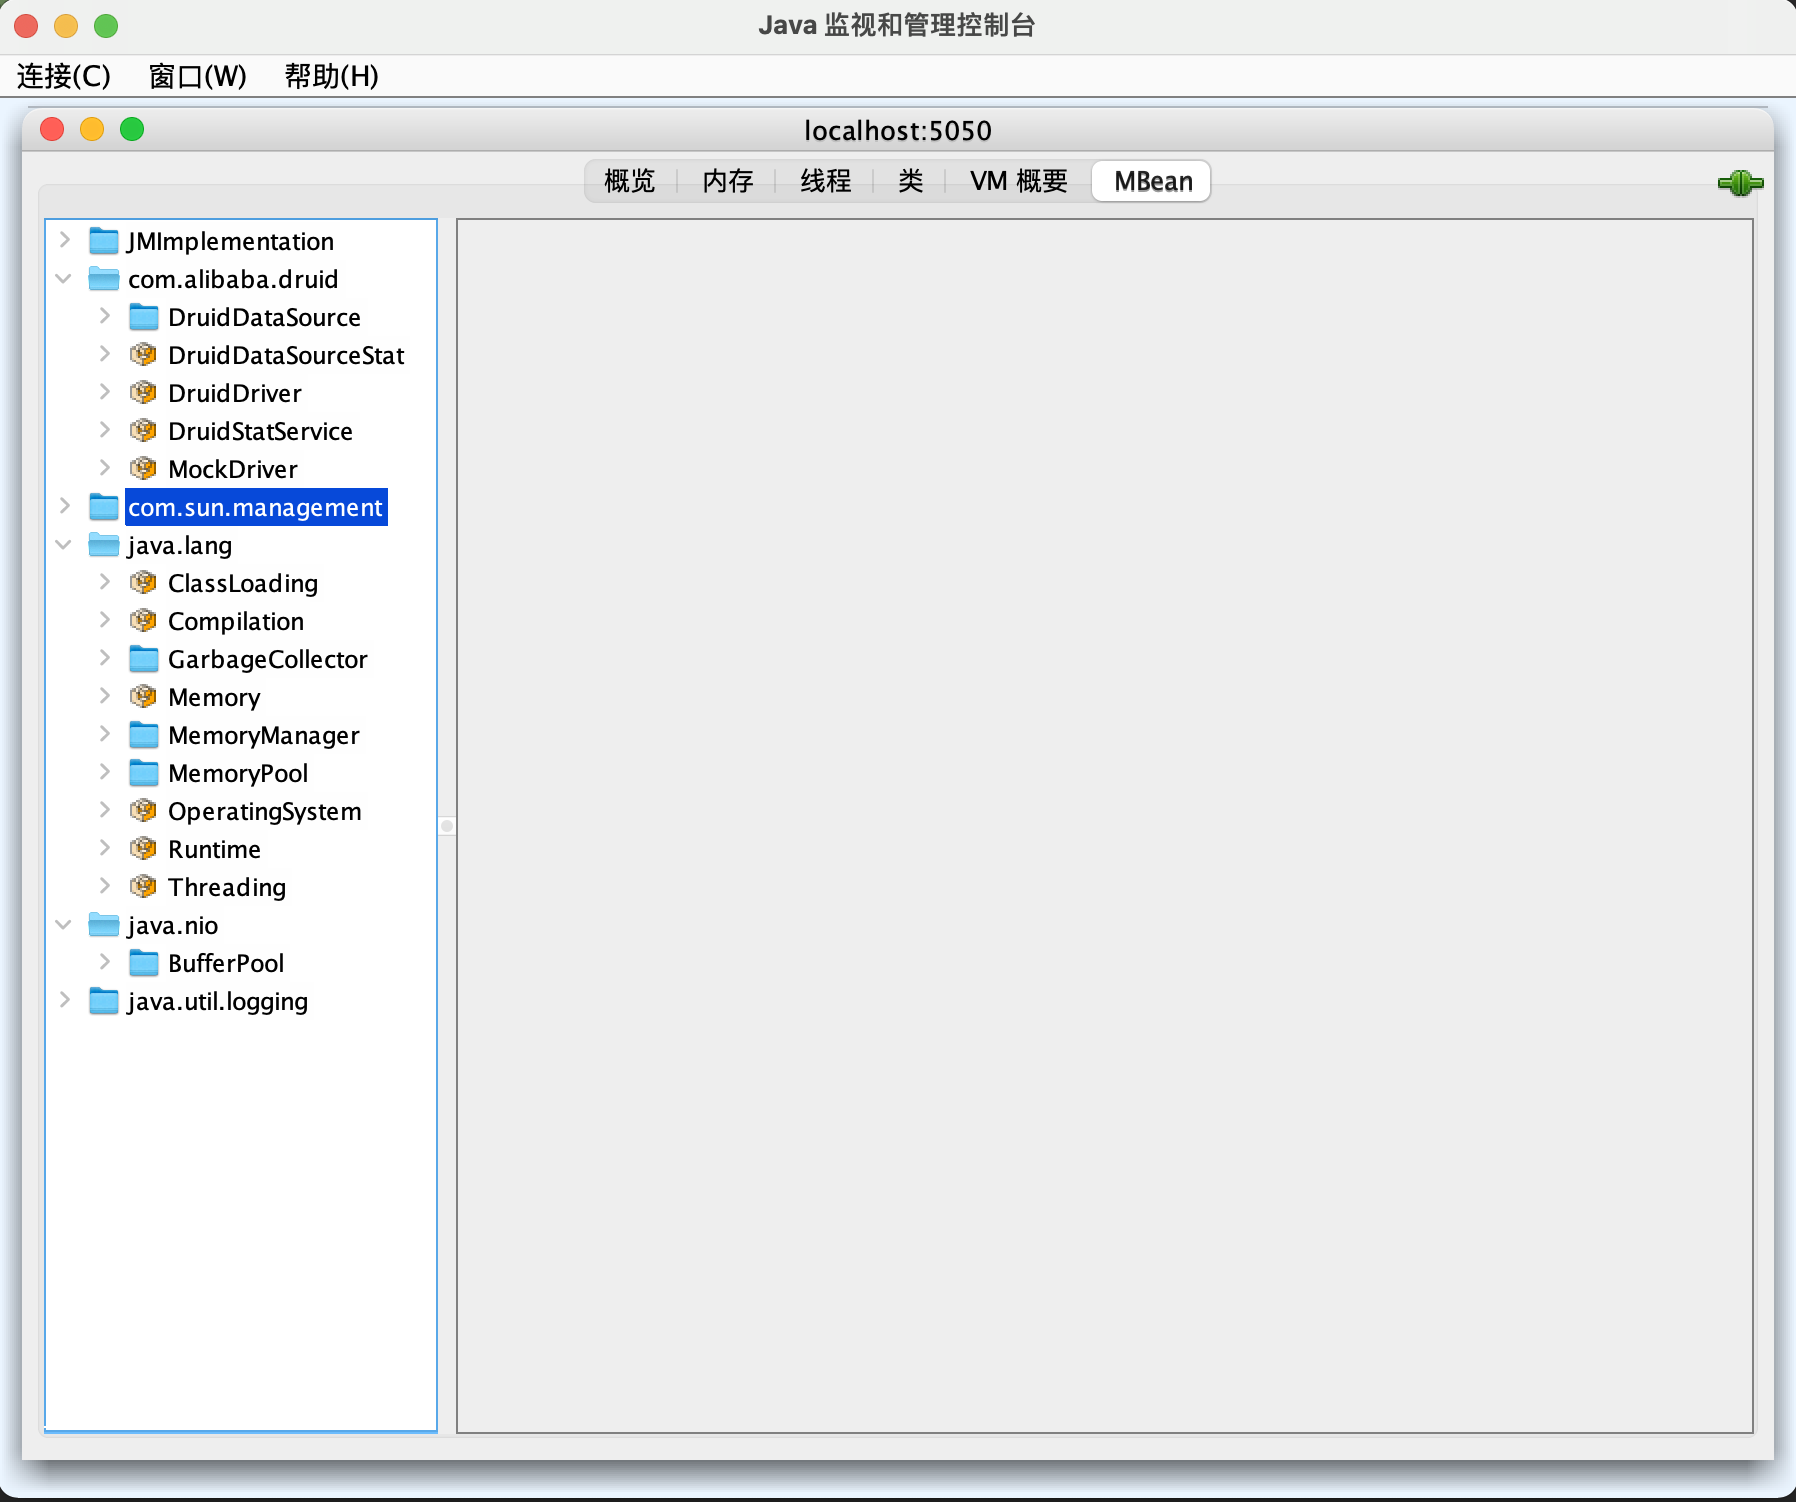 Java 监视和管理控制台
连接(C) 窗口(W) 帮助(H)
localhost:5050
概览 内存 线程 类 VM 概要 MBean
JMImplementation
com.alibaba.druid
DruidDataSource
DruidDataSourceStat
DruidDriver
DruidStatService
MockDriver
com.sun.management
java.lang
ClassLoading
Compilation
GarbageCollector
Memory
MemoryManager
MemoryPool
OperatingSystem
Runtime
Threading
java.nio
BufferPool
java.util.logging